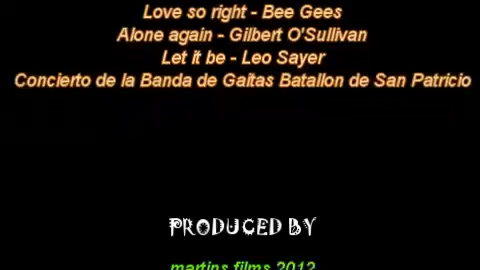 Love so right - Bee Gees
Alone again - Gilbert O'Sullivan
Let it be - Leo Sayer
Concierto de la Banda de Gaitas Batallon de San Patricio
PRODUCED BY
martins films 2012